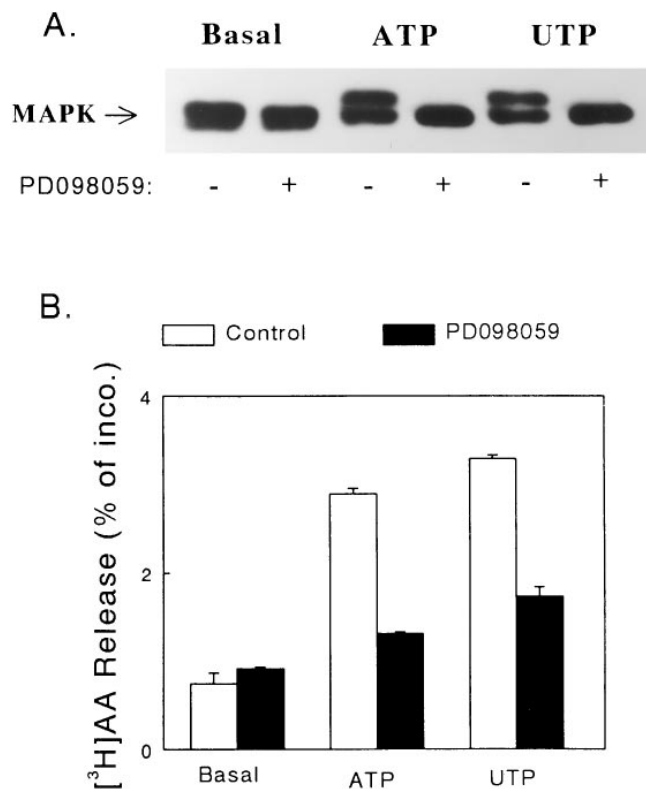 A.
Basal ATP UTP
MAPK →
PD098059: - + - + - +
B.
Control PD098059
[³H]AA Release (% of inco.)
4
2
0
Basal ATP UTP